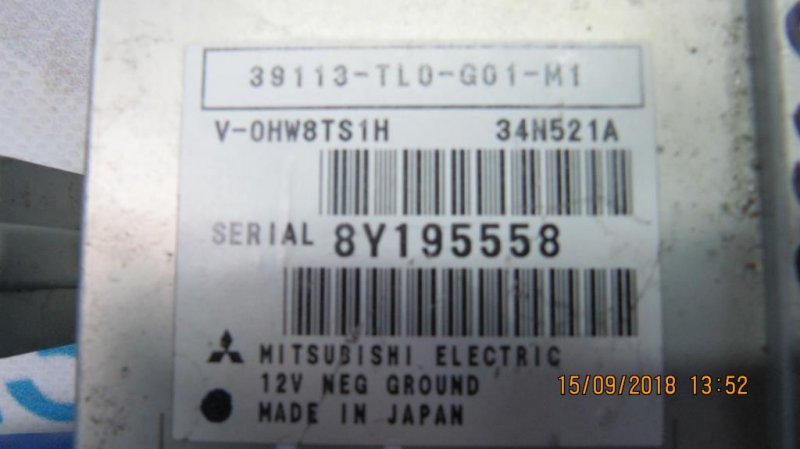 39113-TL0-G01-M1
V-0HW8TS1H 34N521A
SERIAL 8Y195558
MITSUBISHI ELECTRIC
12V NEG GROUND
MADE IN JAPAN
15/09/2018 13:52